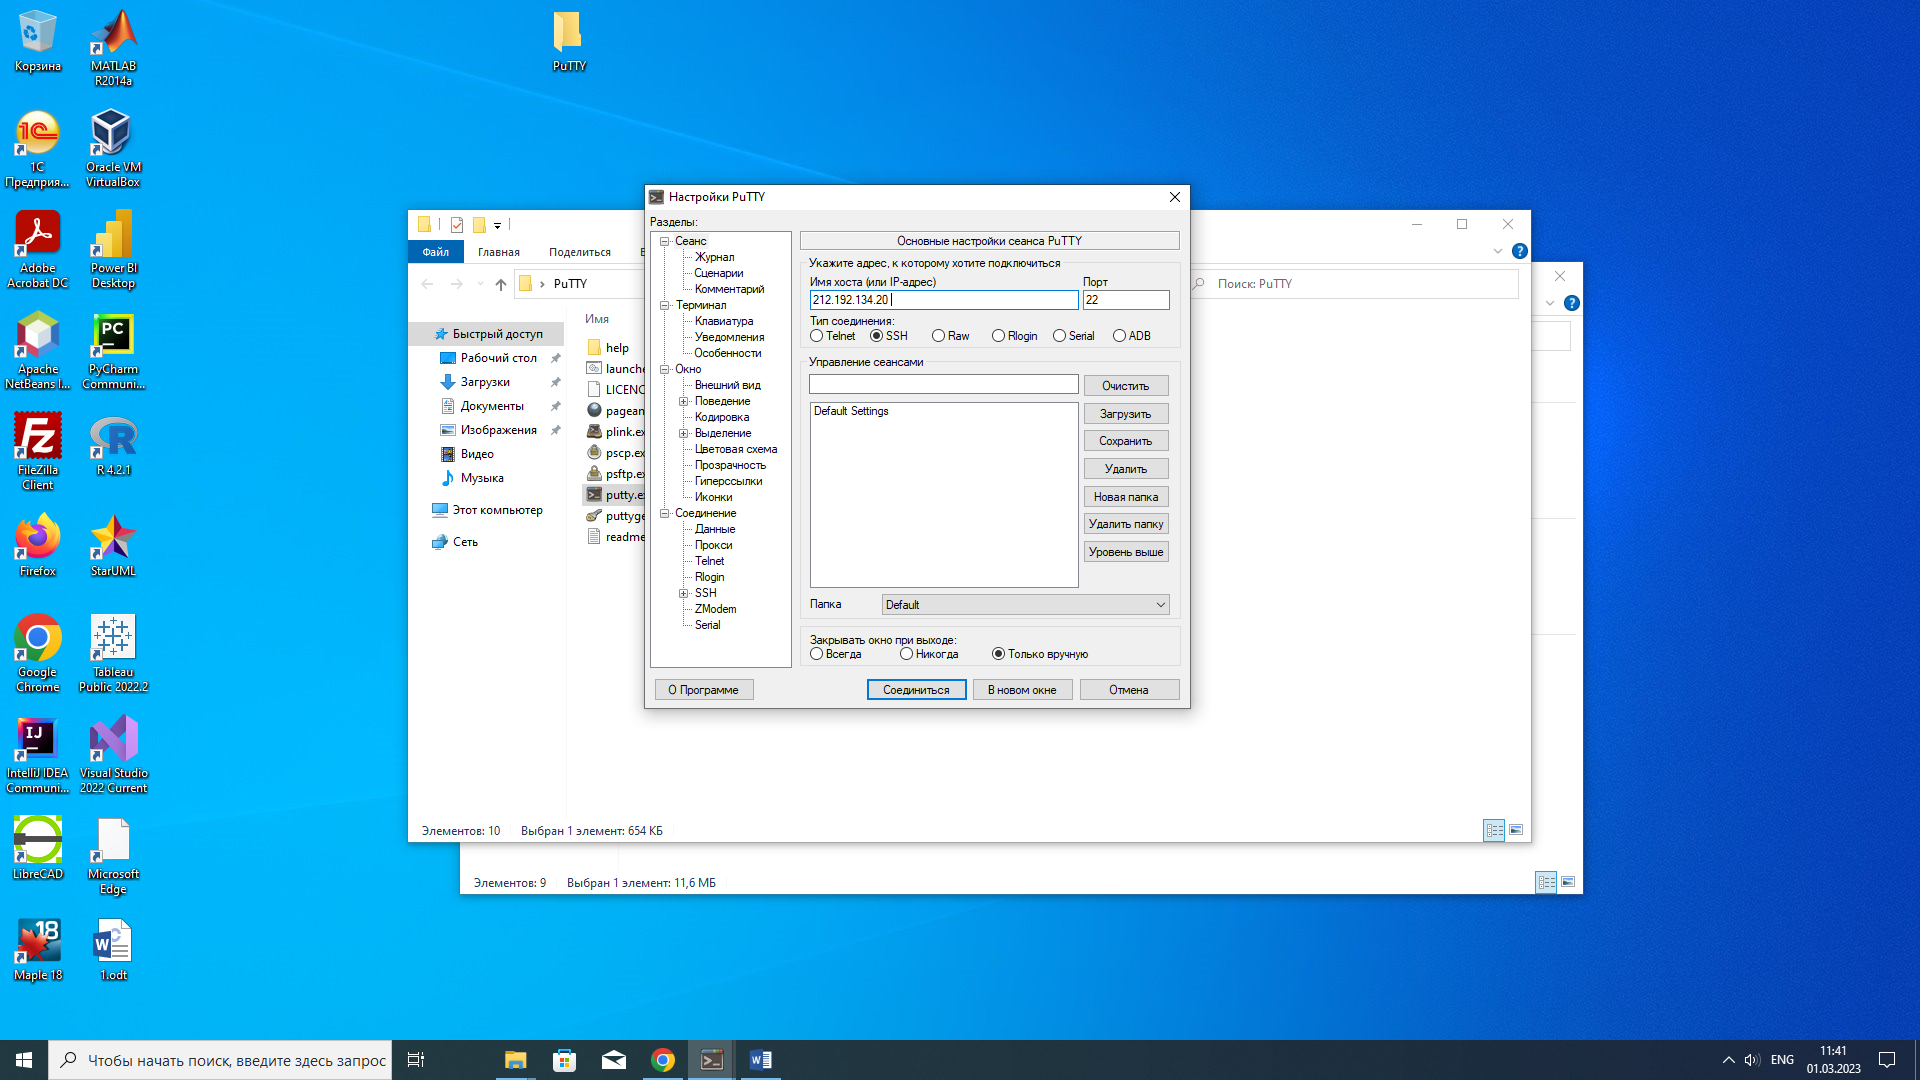 Корзина
MATLAB
R2014a
PuTTY
1С
Предприя...
Oracle VM
VirtualBox
Adobe
Acrobat DC
Power BI
Desktop
Apache
NetBeans I...
PyCharm
Communi...
FileZilla
Client
R 4.2.1
Firefox
StarUML
Google
Chrome
Tableau
Public 2022.2
IntelliJ IDEA
Communi...
Visual Studio
2022 Current
LibreCAD
Microsoft
Edge
Maple 18
1.odt
Файл
Главная
Поделиться
PuTTY
Поиск: PuTTY
Быстрый доступ
Рабочий стол
Загрузки
Документы
Изображения
Видео
Музыка
Этот компьютер
Сеть
Имя
help
launche
LICENC
pagean
plink.ex
pscp.ex
psftp.ex
putty.ex
puttyge
readme
Элементов: 10
Выбран 1 элемент: 654 КБ
Элементов: 9
Выбран 1 элемент: 11,6 МБ
Настройки PuTTY
Разделы:
Сеанс
Журнал
Сценарии
Комментарий
Терминал
Клавиатура
Уведомления
Особенности
Окно
Внешний вид
Поведение
Кодировка
Выделение
Цветовая схема
Прозрачность
Гиперссылки
Иконки
Соединение
Данные
Прокси
Telnet
Rlogin
SSH
ZModem
Serial
Основные настройки сеанса PuTTY
Укажите адрес, к которому хотите подключиться
Имя хоста (или IP-адрес)
Порт
212.192.134.20
22
Тип соединения:
Telnet
SSH
Raw
Rlogin
Serial
ADB
Управление сеансами
Default Settings
Очистить
Загрузить
Сохранить
Удалить
Новая папка
Удалить папку
Уровень выше
Папка
Default
Закрывать окно при выходе:
Всегда
Никогда
Только вручную
О Программе
Соединиться
В новом окне
Отмена
Чтобы начать поиск, введите здесь запрос
ENG
11:41
01.03.2023